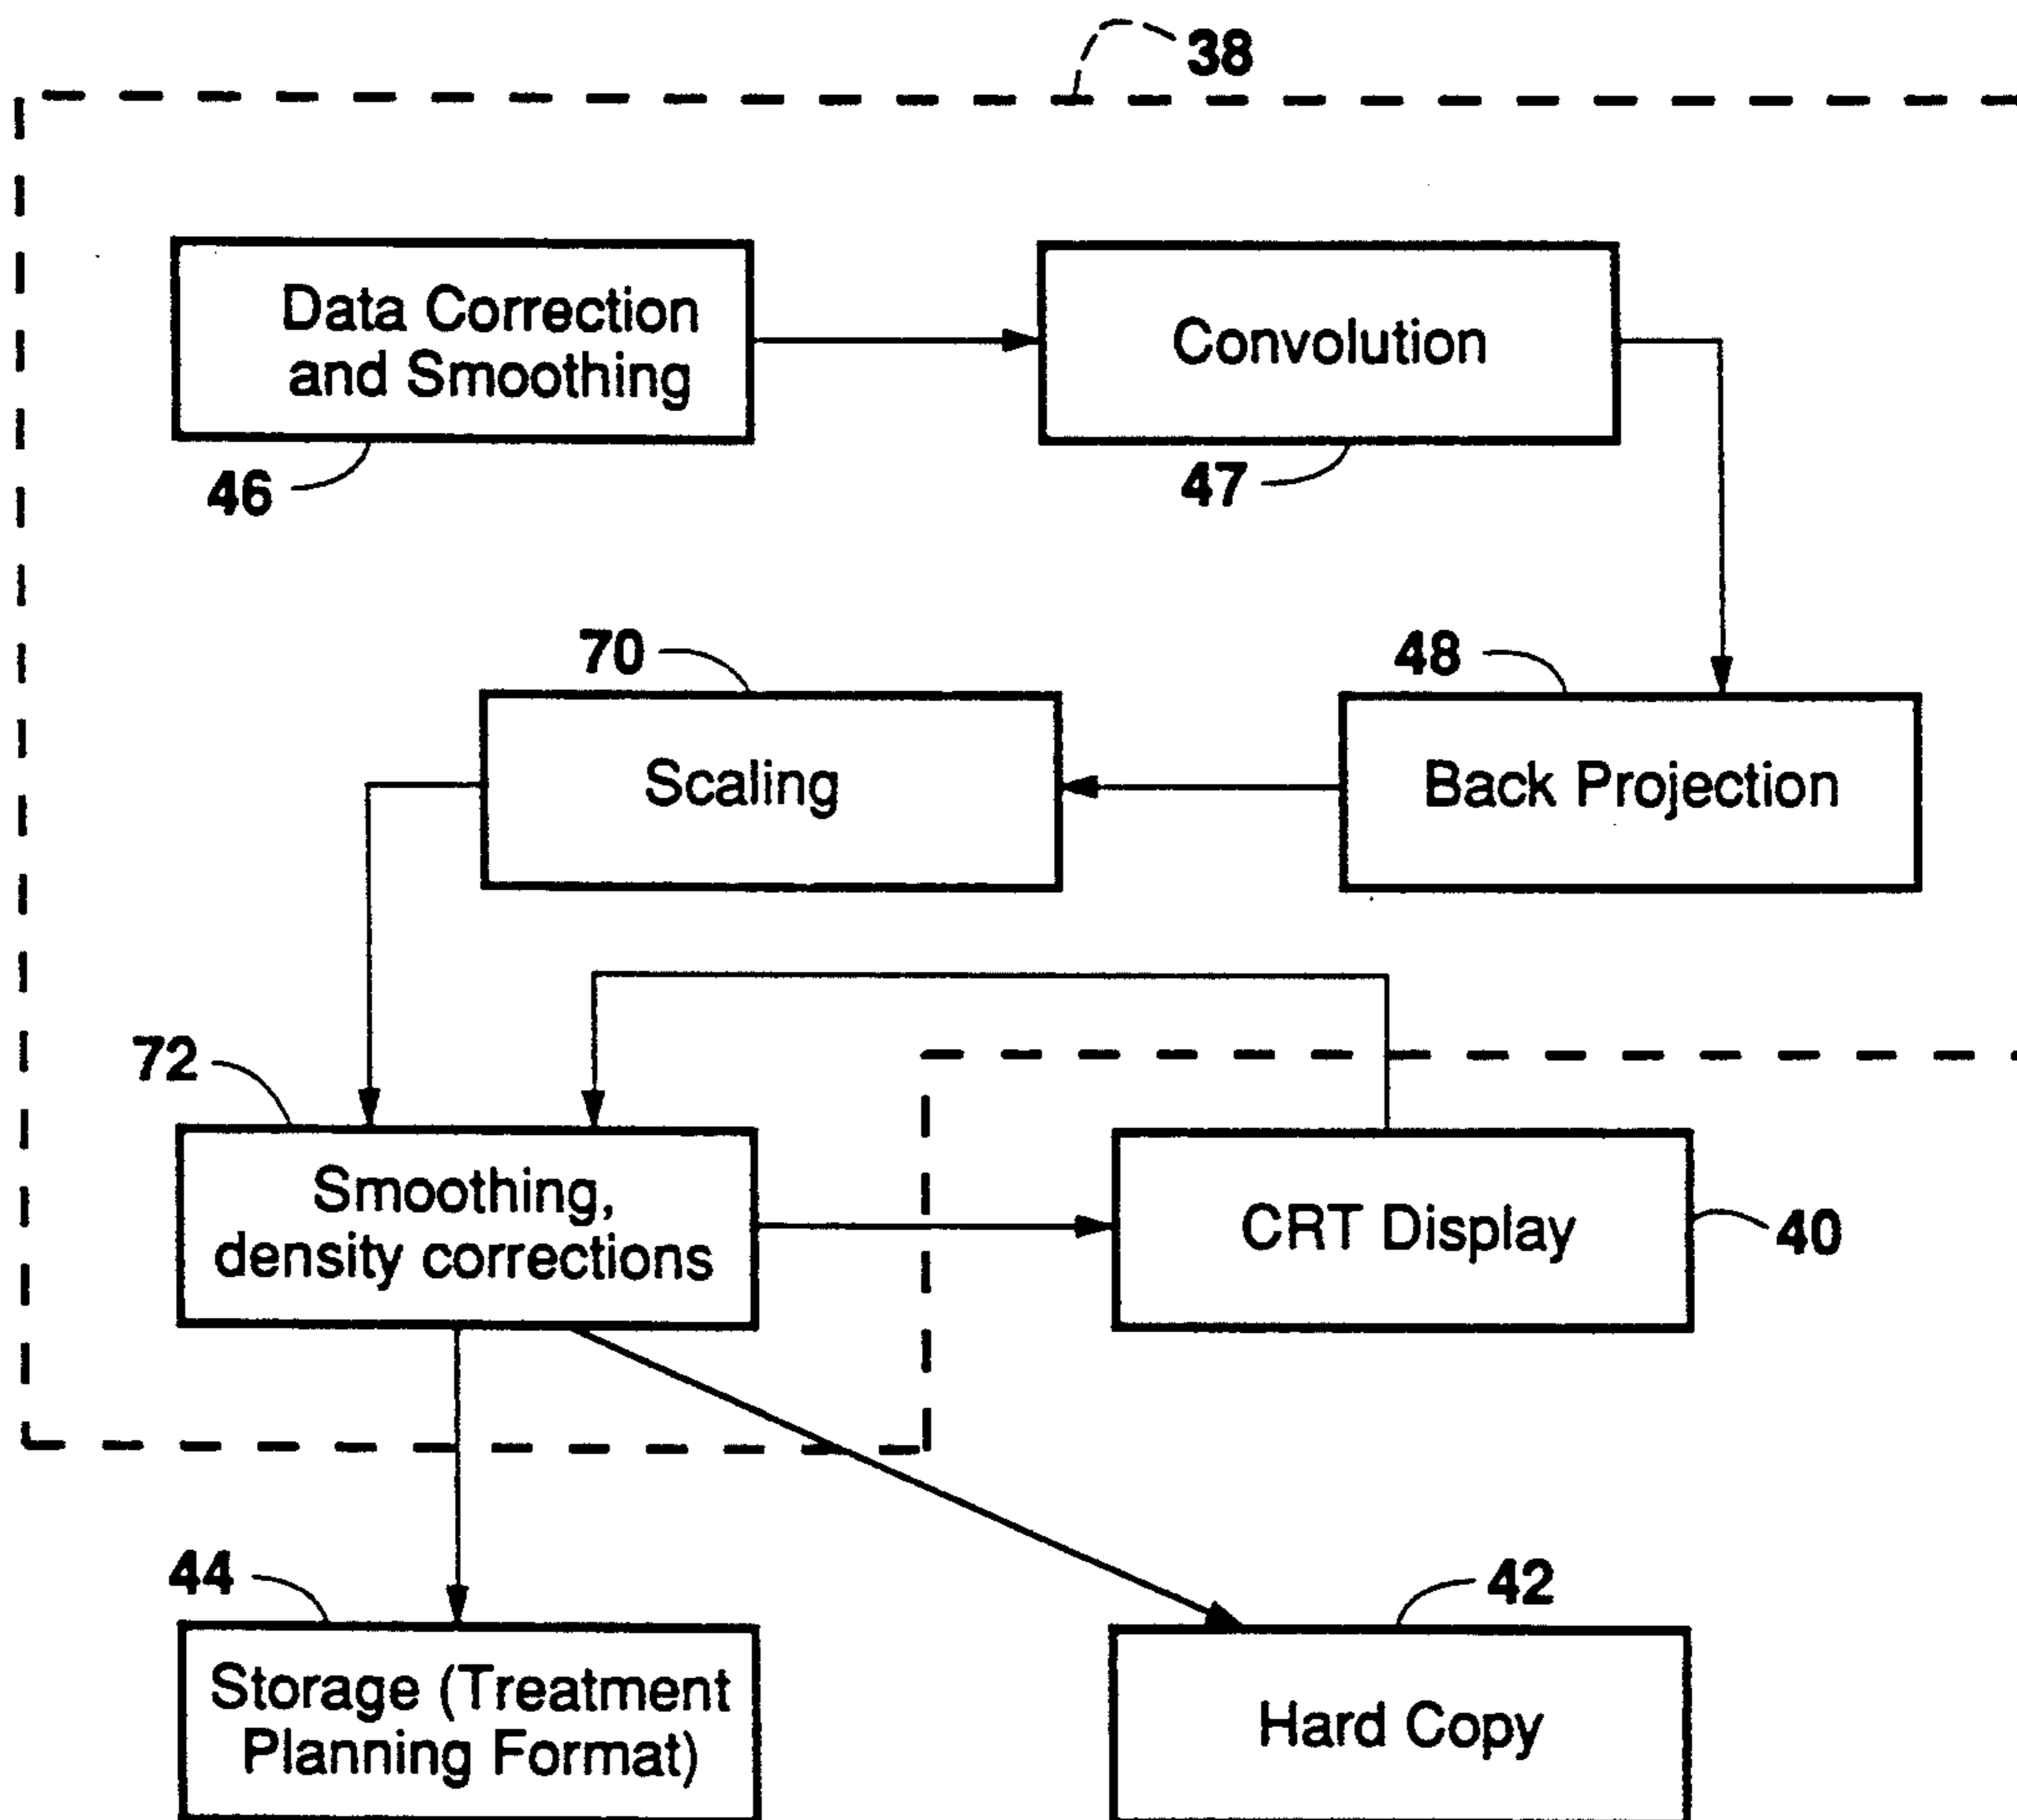 38
Data Correction
and Smoothing
46
Convolution
47
70
Scaling
48
Back Projection
72
Smoothing,
density corrections
CRT Display
40
44
Storage (Treatment
Planning Format)
42
Hard Copy